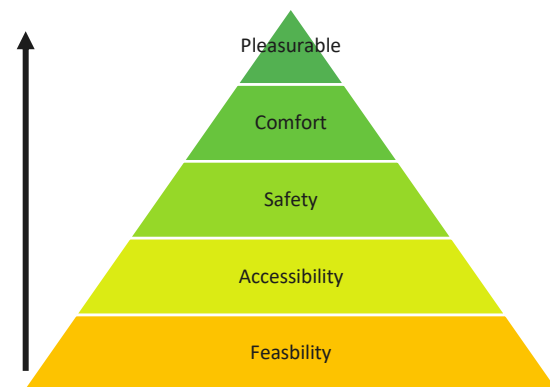 Pleasurable
Comfort
Safety
Accessibility
Feasbility